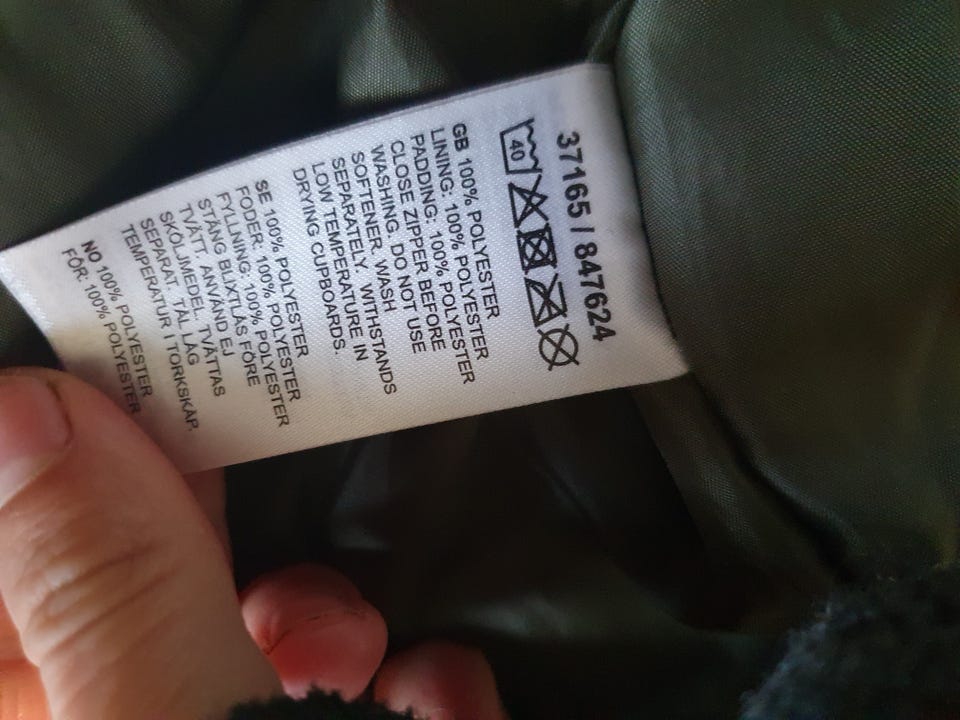 37165 / 847624
40
GB 100% POLYESTER
LINING: 100% POLYESTER
PADDING: 100% POLYESTER
CLOSE ZIPPER BEFORE
WASHING. DO NOT USE
SOFTENER. WASH
SEPARATELY. WITHSTANDS
LOW TEMPERATURE IN
DRYING CUPBOARDS.
SE 100% POLYESTER
FODER: 100% POLYESTER
FYLLNING: 100% POLYESTER
STÄNG BLIXTLÅS FÖRE
TVÄTT. ANVÄND EJ
SKÖLJMEDEL. TVÄTTAS
SEPARAT. TÅL LÅG
TEMPERATUR I TORKSKÅP.
NO 100% POLYESTER
FÔR: 100% POLYESTER